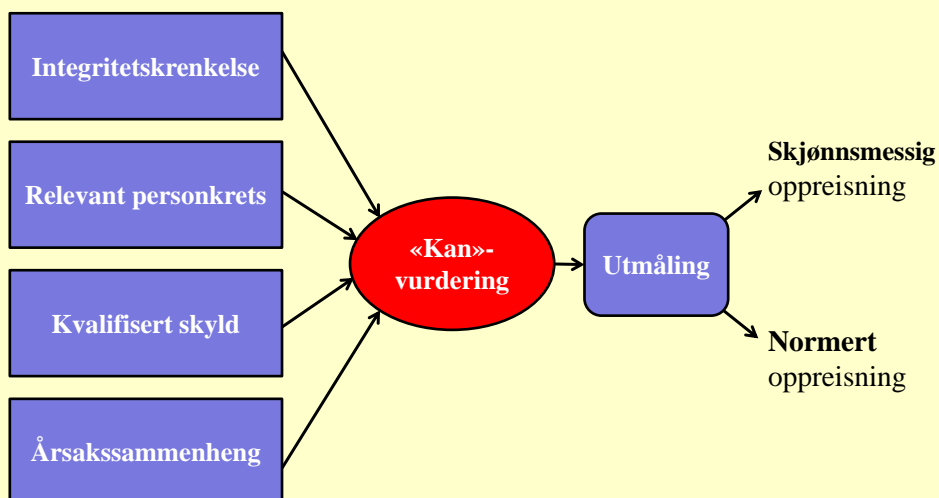 Integritetskrenkelse
Relevant personkrets
Kvalifisert skyld
Årsakssammenheng
«Kan»-
vurdering
Utmåling
Skjønnsmessig
oppreisning
Normert
oppreisning